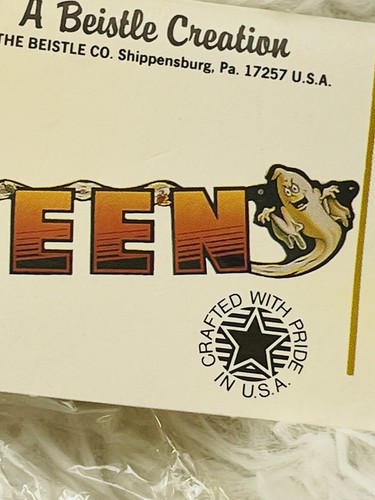 A Beistle Creation
THE BEISTLE CO. Shippensburg, Pa. 17257 U.S.A.
EEN
CRAFTED WITH PRIDE
IN U.S.A.